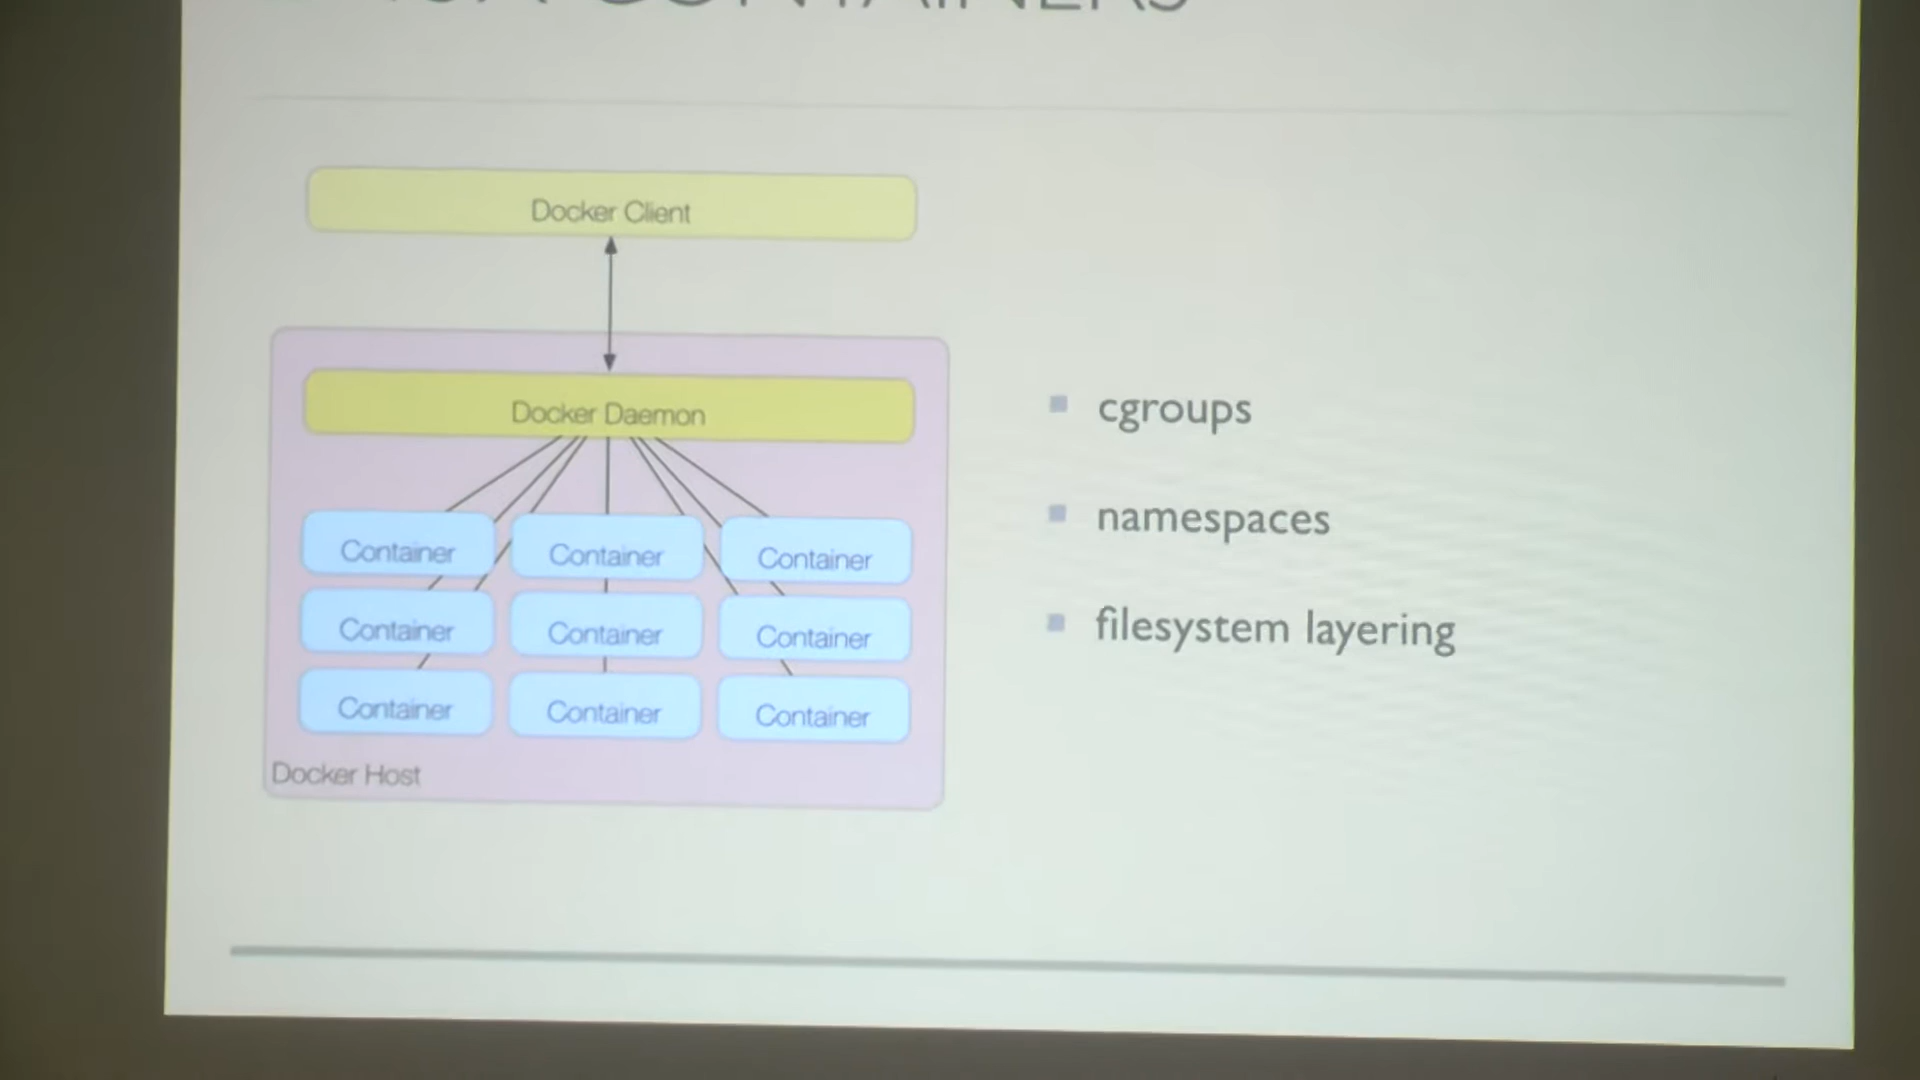 CONTAINERS
Docker Client
Docker Daemon
Container Container Container
Container Container Container
Container Container Container
Docker Host
cgroups
namespaces
filesystem layering